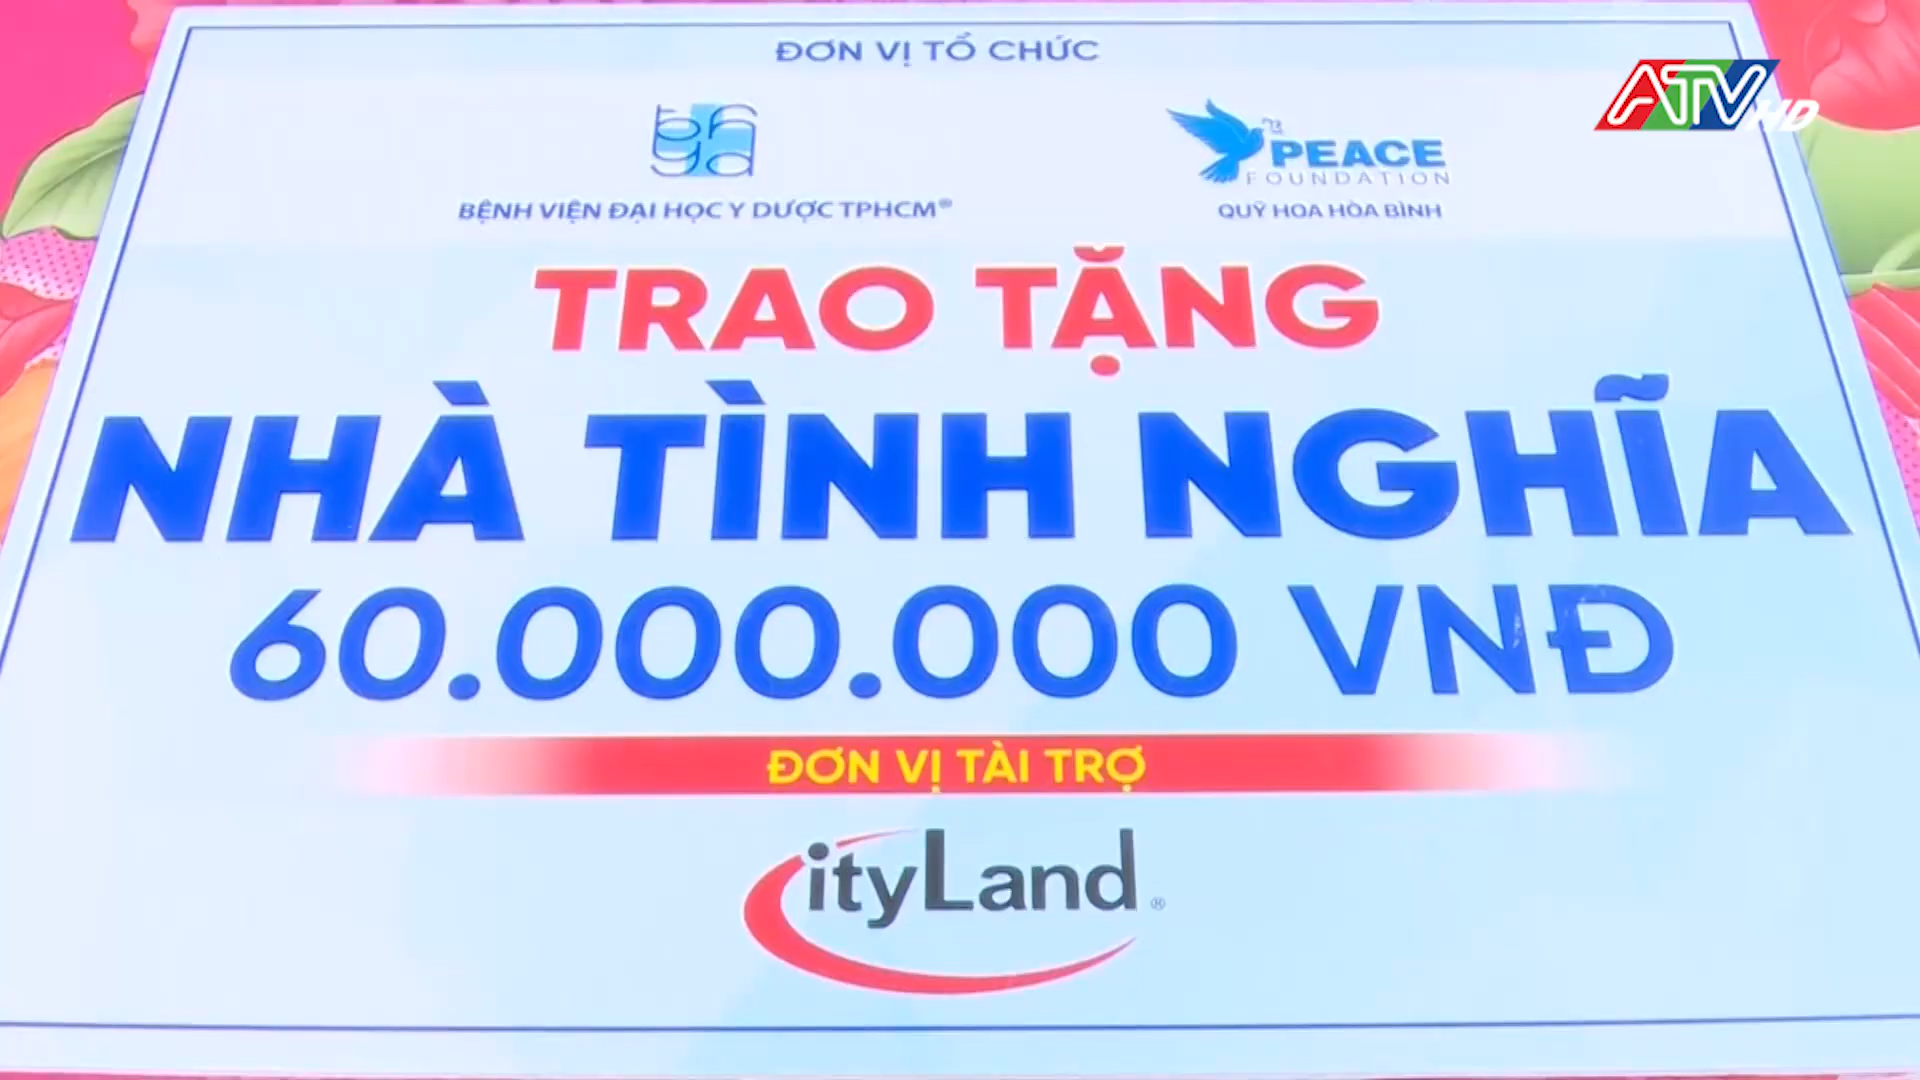 ĐƠN VỊ TỔ CHỨC
ATV HD
BỆNH VIỆN ĐẠI HỌC Y DƯỢC TPHCM®
PEACE
FOUNDATION
QUỸ HOA HÒA BÌNH
TRAO TẶNG
NHÀ TÌNH NGHĨA
60.000.000 VNĐ
ĐƠN VỊ TÀI TRỢ
CityLand®